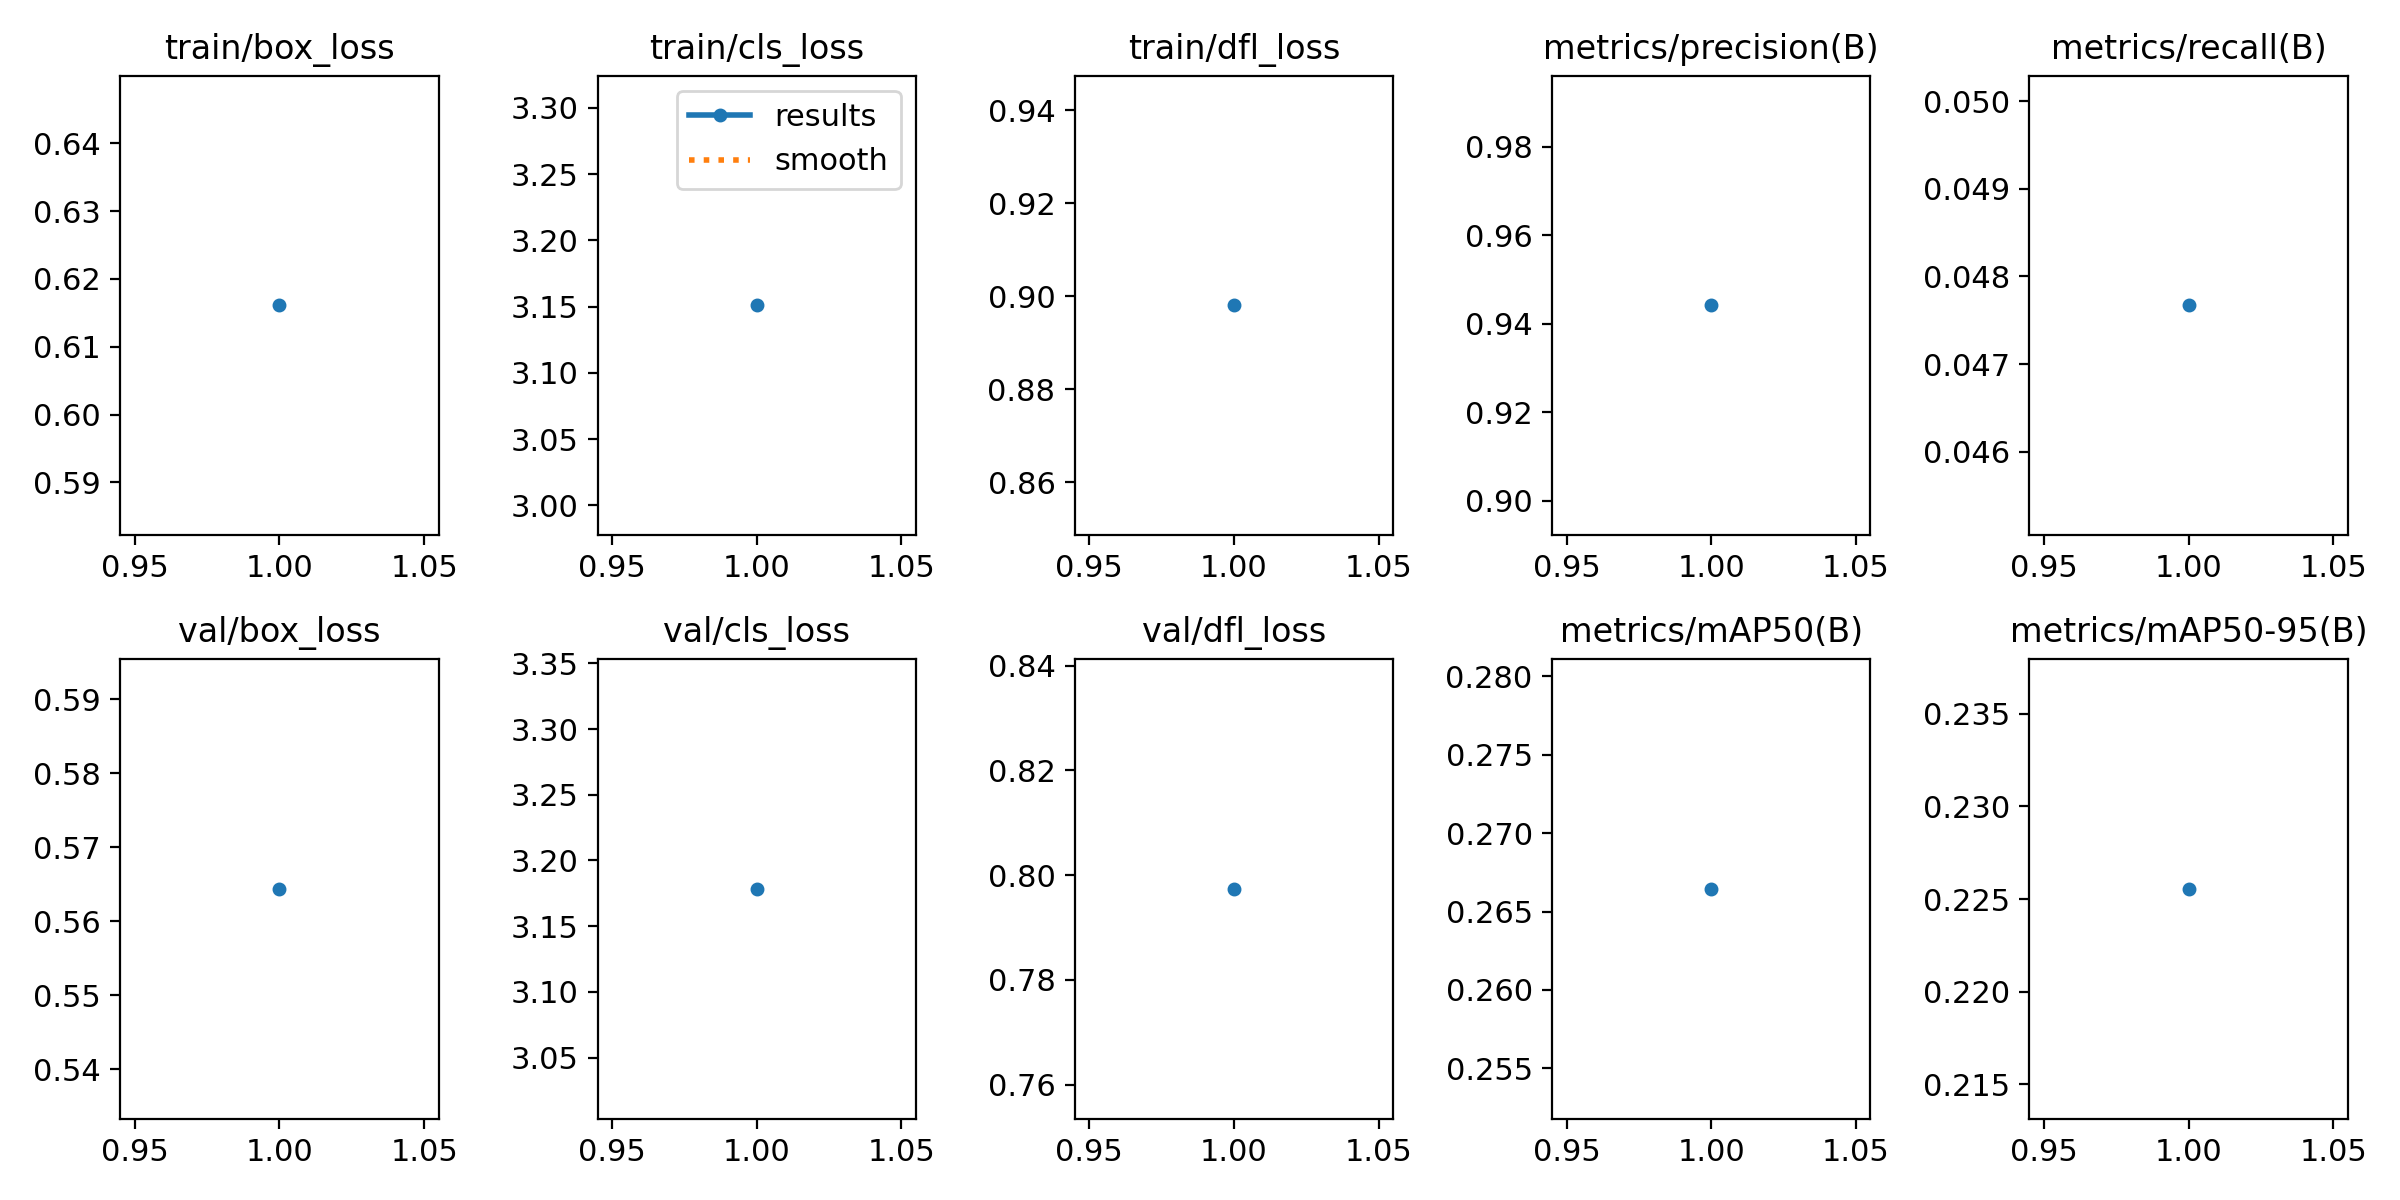 train/box_loss
0.64
0.63
0.62
0.61
0.60
0.59
0.95 1.00 1.05
train/cls_loss
results
smooth
3.30
3.25
3.20
3.15
3.10
3.05
3.00
0.95 1.00 1.05
train/dfl_loss
0.94
0.92
0.90
0.88
0.86
0.95 1.00 1.05
metrics/precision(B)
0.98
0.96
0.94
0.92
0.90
0.95 1.00 1.05
metrics/recall(B)
0.050
0.049
0.048
0.047
0.046
0.95 1.00 1.05
val/box_loss
0.59
0.58
0.57
0.56
0.55
0.54
0.95 1.00 1.05
val/cls_loss
3.35
3.30
3.25
3.20
3.15
3.10
3.05
0.95 1.00 1.05
val/dfl_loss
0.84
0.82
0.80
0.78
0.76
0.95 1.00 1.05
metrics/mAP50(B)
0.280
0.275
0.270
0.265
0.260
0.255
0.95 1.00 1.05
metrics/mAP50-95(B)
0.235
0.230
0.225
0.220
0.215
0.95 1.00 1.05